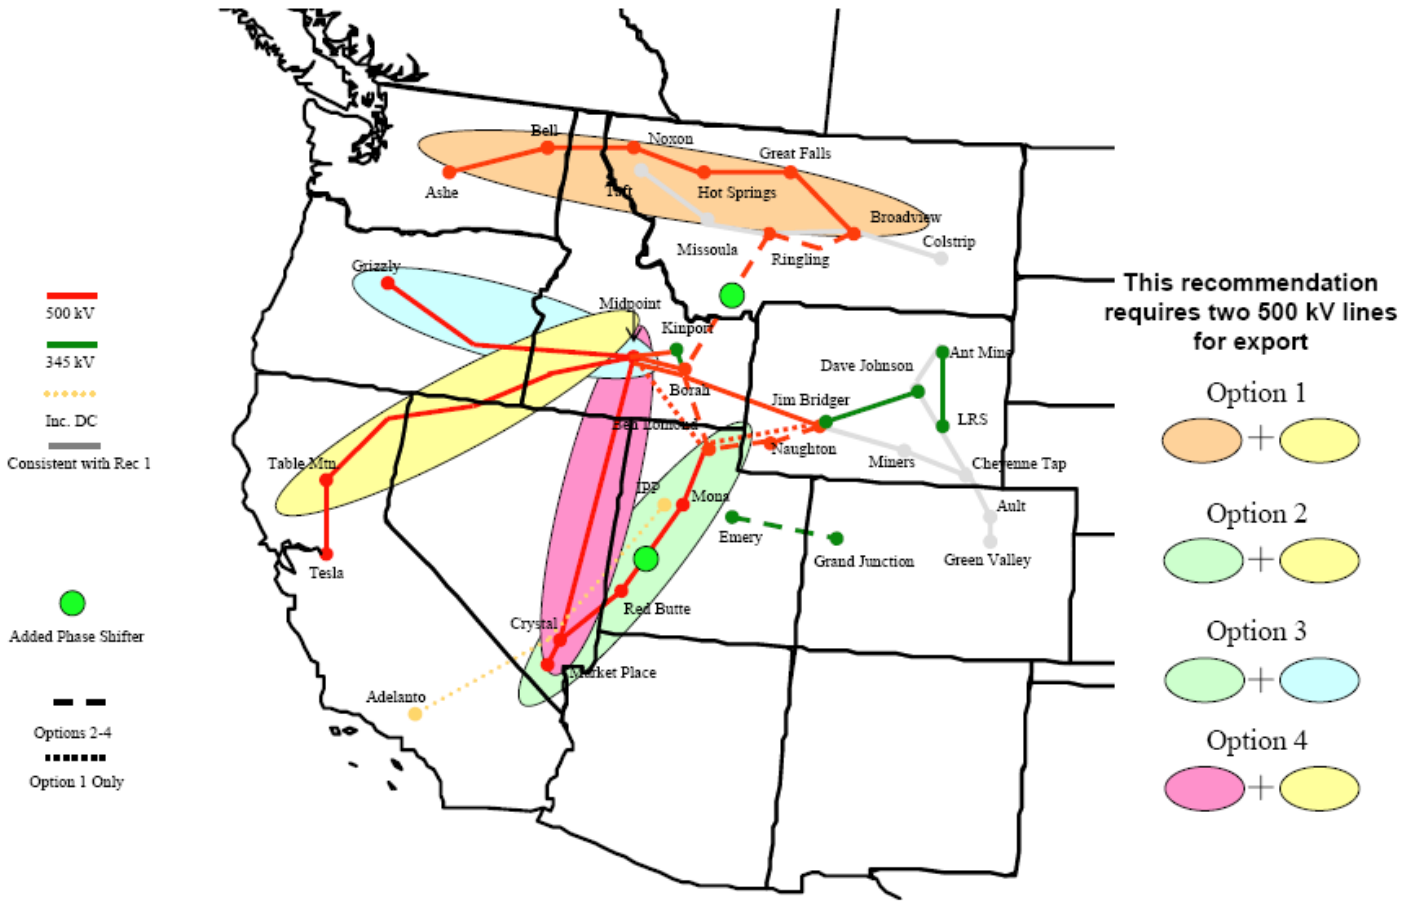 Bell
Noxon
Great Falls
Ashe
Taft
Hot Springs
Broadview
Missoula
Ringling
Colstrip
Grizzly
Midpoint
Kinport
Borah
Dave Johnson
Ant Mine
Jim Bridger
LRS
Ben Lomond
Naughton
Miners
Cheyenne Tap
Table Mtn.
IPP
Mona
Ault
Emery
Grand Junction
Green Valley
Tesla
Red Butte
Crystal
Market Place
Adelanto
500 kV
345 kV
Inc. DC
Consistent with Rec 1
Added Phase Shifter
Options 2-4
Option 1 Only
This recommendation
requires two 500 kV lines
for export
Option 1
+
Option 2
+
Option 3
+
Option 4
+